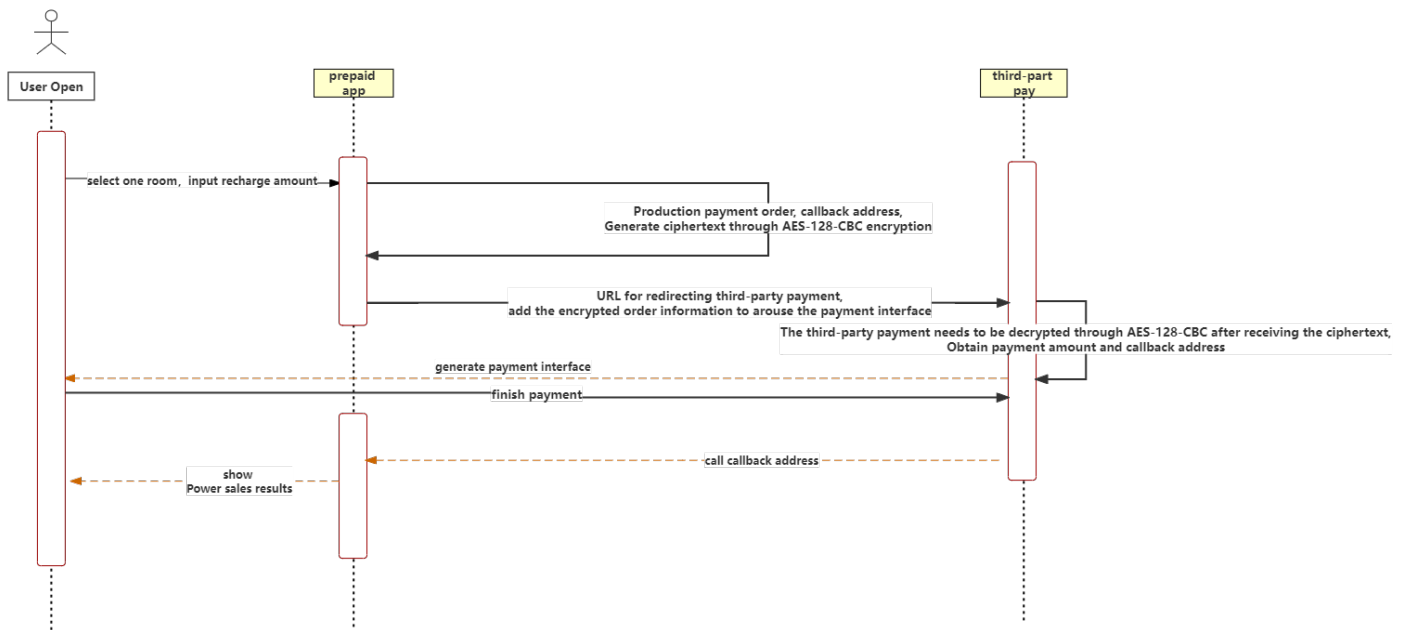 User Open
prepaid
app
third-part
pay
select one room，input recharge amount
Production payment order, callback address,
Generate ciphertext through AES-128-CBC encryption
URL for redirecting third-party payment,
add the encrypted order information to arouse the payment interface
The third-party payment needs to be decrypted through AES-128-CBC after receiving the ciphertext,
Obtain payment amount and callback address
generate payment interface
finish payment
call callback address
show
Power sales results